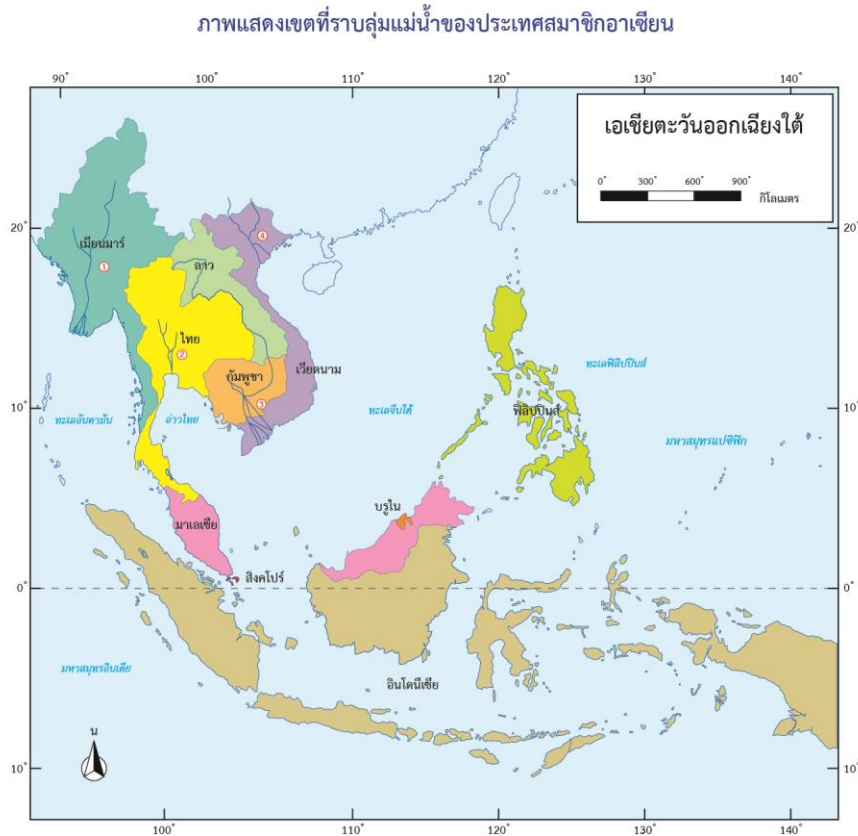 ภาพแสดงเขตที่ราบลุ่มแม่น้ำของประเทศสมาชิกอาเซียน
90° 100° 110° 120° 130° 140°
เอเชียตะวันออกเฉียงใต้
0° 300° 600° 900°
กิโลเมตร
20° 20°
เมียนมาร์
①
ลาว
④
ไทย
②
กัมพูชา
③
เวียดนาม
ทะเลฟิลิปปินส์
10° 10°
ทะเลอันดามัน
อ่าวไทย
ทะเลจีนใต้
ฟิลิปปินส์
มหาสมุทรแปซิฟิก
มาเลเซีย
บรูไน
สิงคโปร์
0° 0°
มหาสมุทรอินเดีย
อินโดนีเซีย
น
10° 10°
100° 110° 120° 130° 140°